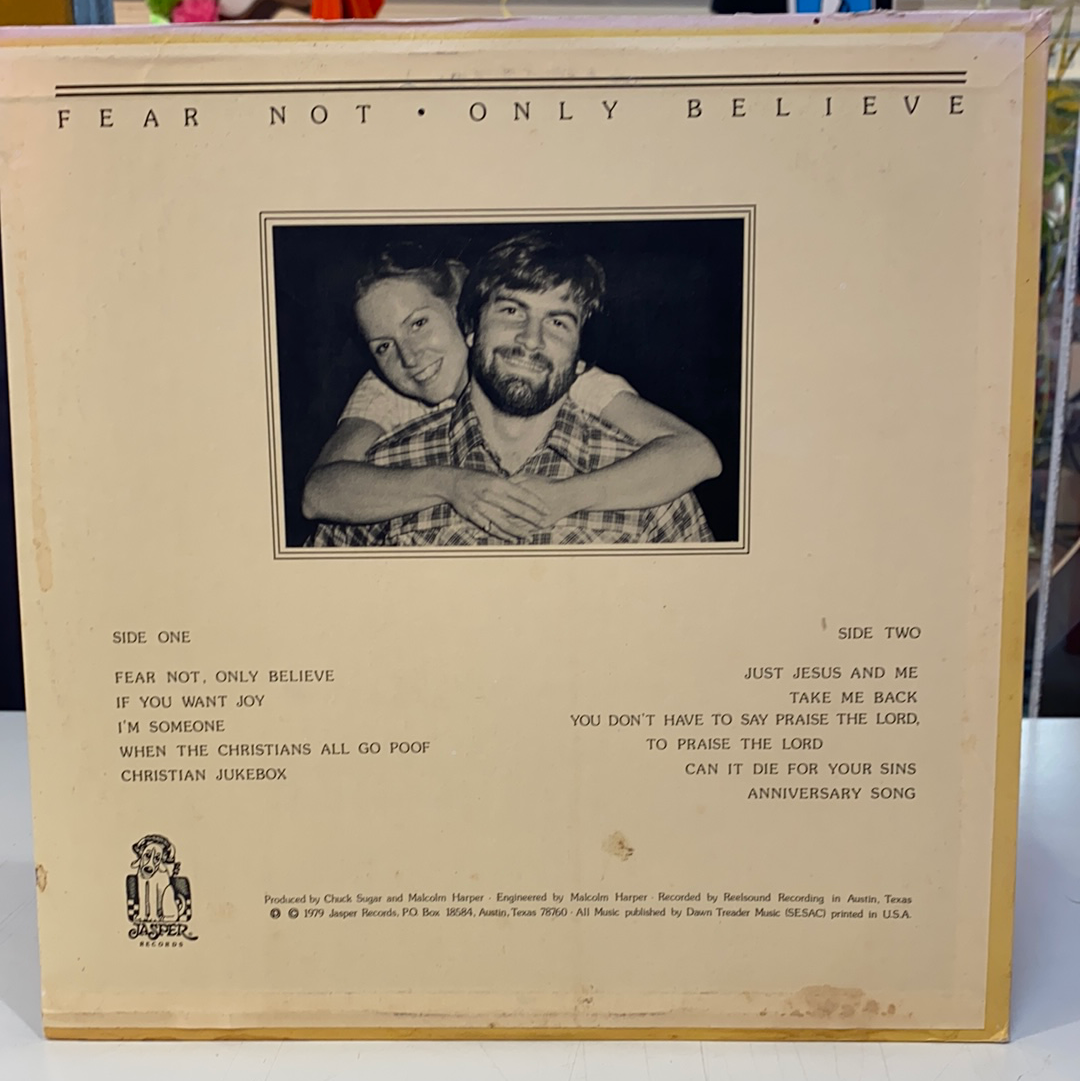 FEAR NOT • ONLY BELIEVE
SIDE ONE
FEAR NOT, ONLY BELIEVE
IF YOU WANT JOY
I'M SOMEONE
WHEN THE CHRISTIANS ALL GO POOF
CHRISTIAN JUKEBOX
SIDE TWO
JUST JESUS AND ME
TAKE ME BACK
YOU DON'T HAVE TO SAY PRAISE THE LORD,
TO PRAISE THE LORD
CAN IT DIE FOR YOUR SINS
ANNIVERSARY SONG
JASPER
RECORDS
Produced by Chuck Sugar and Malcolm Harper · Engineered by Malcolm Harper · Recorded by Reelsound Recording in Austin, Texas
℗ © 1979 Jasper Records, P.O. Box 18584, Austin, Texas 78760 · All Music published by Dawn Treader Music (SESAC) printed in U.S.A.